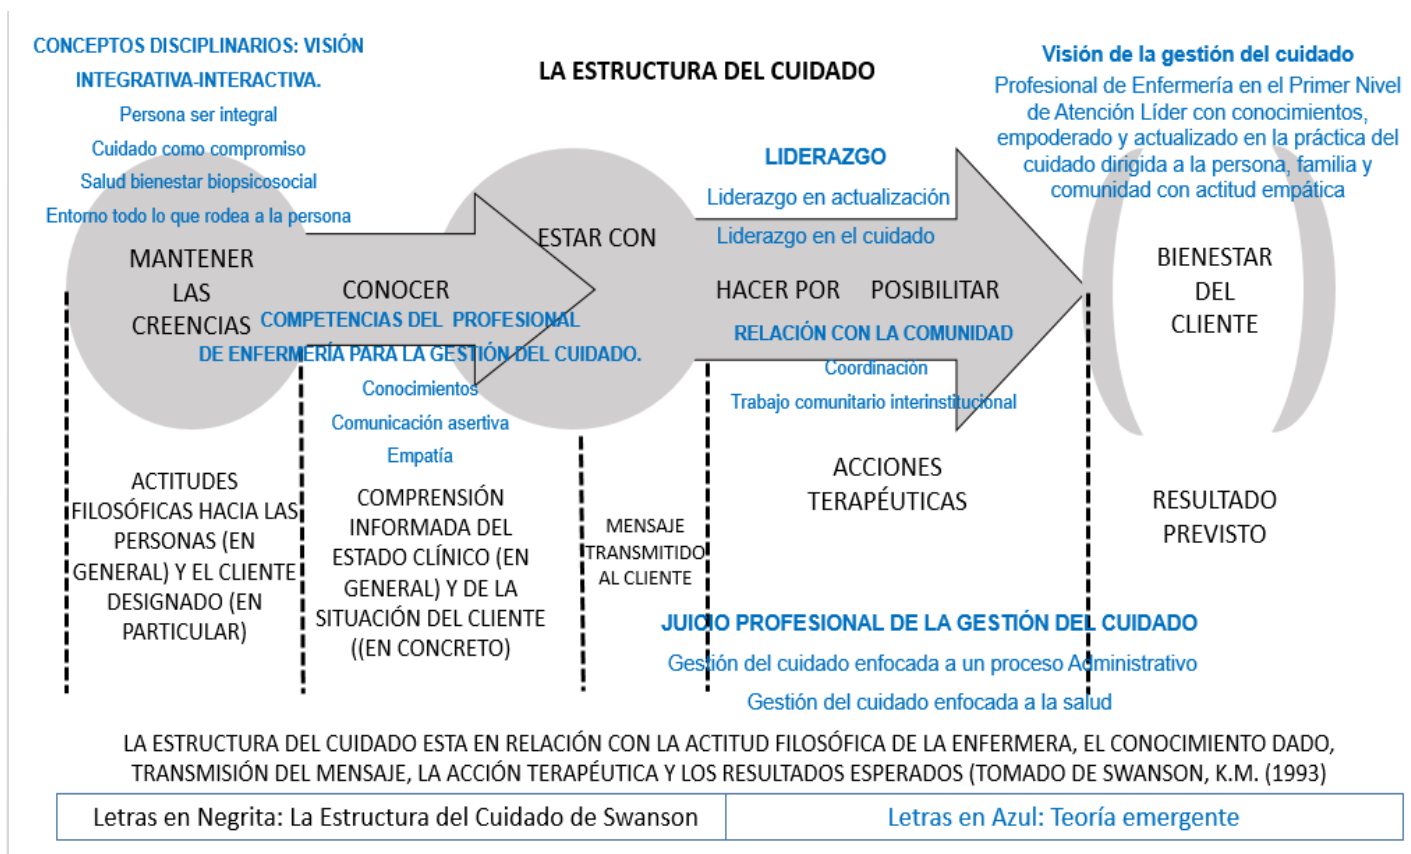 CONCEPTOS DISCIPLINARIOS: VISIÓN
INTEGRATIVA-INTERACTIVA.
Persona ser integral
Cuidado como compromiso
Salud bienestar biopsicosocial
Entorno todo lo que rodea a la persona
LA ESTRUCTURA DEL CUIDADO
Visión de la gestión del cuidado
Profesional de Enfermería en el Primer Nivel
de Atención Líder con conocimientos,
empoderado y actualizado en la práctica del
cuidado dirigida a la persona, familia y
comunidad con actitud empática
MANTENER
LAS
CREENCIAS
CONOCER
COMPETENCIAS DEL PROFESIONAL
DE ENFERMERÍA PARA LA GESTIÓN DEL CUIDADO.
Conocimientos
Comunicación asertiva
Empatía
ESTAR CON
LIDERAZGO
Liderazgo en actualización
Liderazgo en el cuidado
HACER POR POSIBILITAR
RELACIÓN CON LA COMUNIDAD
Coordinación
Trabajo comunitario interinstitucional
BIENESTAR
DEL
CLIENTE
ACTITUDES
FILOSÓFICAS HACIA LAS
PERSONAS (EN
GENERAL) Y EL CLIENTE
DESIGNADO (EN
PARTICULAR)
COMPRENSIÓN
INFORMADA DEL
ESTADO CLÍNICO (EN
GENERAL) Y DE LA
SITUACIÓN DEL CLIENTE
((EN CONCRETO)
MENSAJE
TRANSMITIDO
AL CLIENTE
ACCIONES
TERAPÉUTICAS
RESULTADO
PREVISTO
JUICIO PROFESIONAL DE LA GESTIÓN DEL CUIDADO
Gestión del cuidado enfocada a un proceso Administrativo
Gestión del cuidado enfocada a la salud
LA ESTRUCTURA DEL CUIDADO ESTA EN RELACIÓN CON LA ACTITUD FILOSÓFICA DE LA ENFERMERA, EL CONOCIMIENTO DADO,
TRANSMISIÓN DEL MENSAJE, LA ACCIÓN TERAPÉUTICA Y LOS RESULTADOS ESPERADOS (TOMADO DE SWANSON, K.M. (1993)
Letras en Negrita: La Estructura del Cuidado de Swanson
Letras en Azul: Teoría emergente